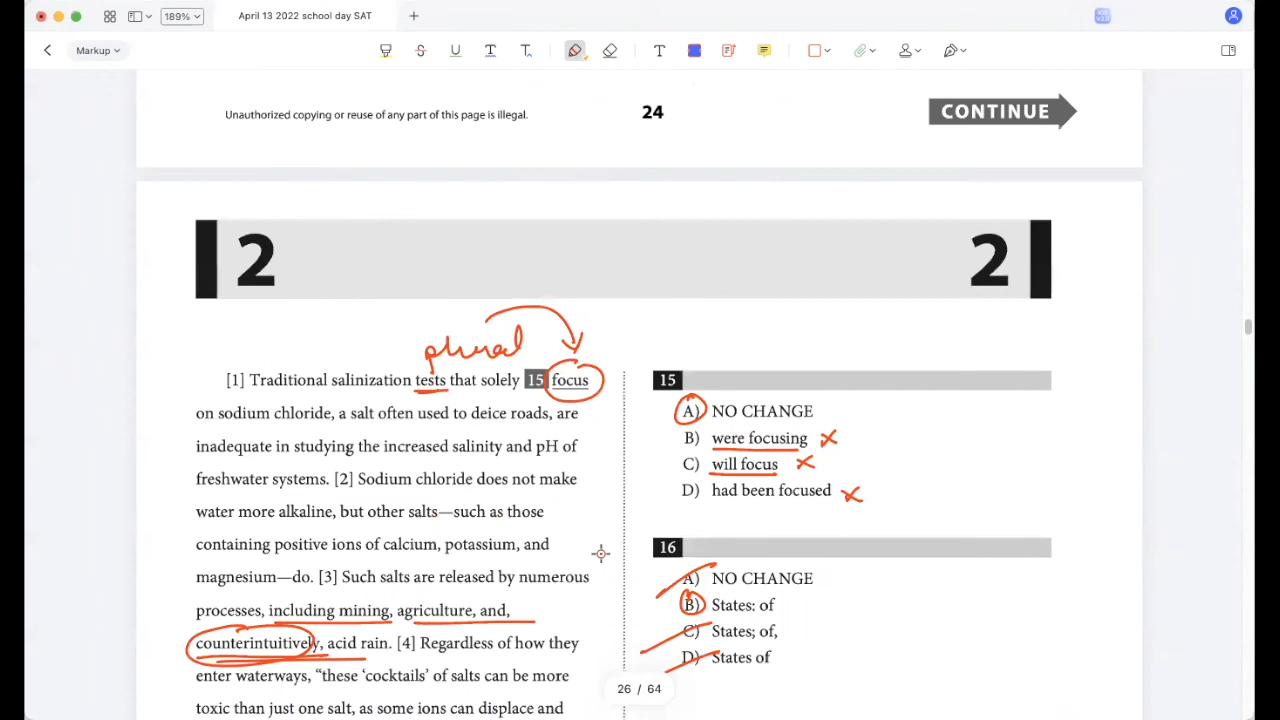 189%
April 13 2022 school day SAT
Markup
Unauthorized copying or reuse of any part of this page is illegal.
24
CONTINUE
2
2
plural
[1] Traditional salinization tests that solely 15 focus
on sodium chloride, a salt often used to deice roads, are
inadequate in studying the increased salinity and pH of
freshwater systems. [2] Sodium chloride does not make
water more alkaline, but other salts—such as those
containing positive ions of calcium, potassium, and
magnesium—do. [3] Such salts are released by numerous
processes, including mining, agriculture, and,
counterintuitively, acid rain. [4] Regardless of how they
enter waterways, “these ‘cocktails’ of salts can be more
toxic than just one salt, as some ions can displace and
15
A) NO CHANGE
B) were focusing
C) will focus
D) had been focused
16
A) NO CHANGE
B) States: of
C) States; of,
D) States of
26 / 64